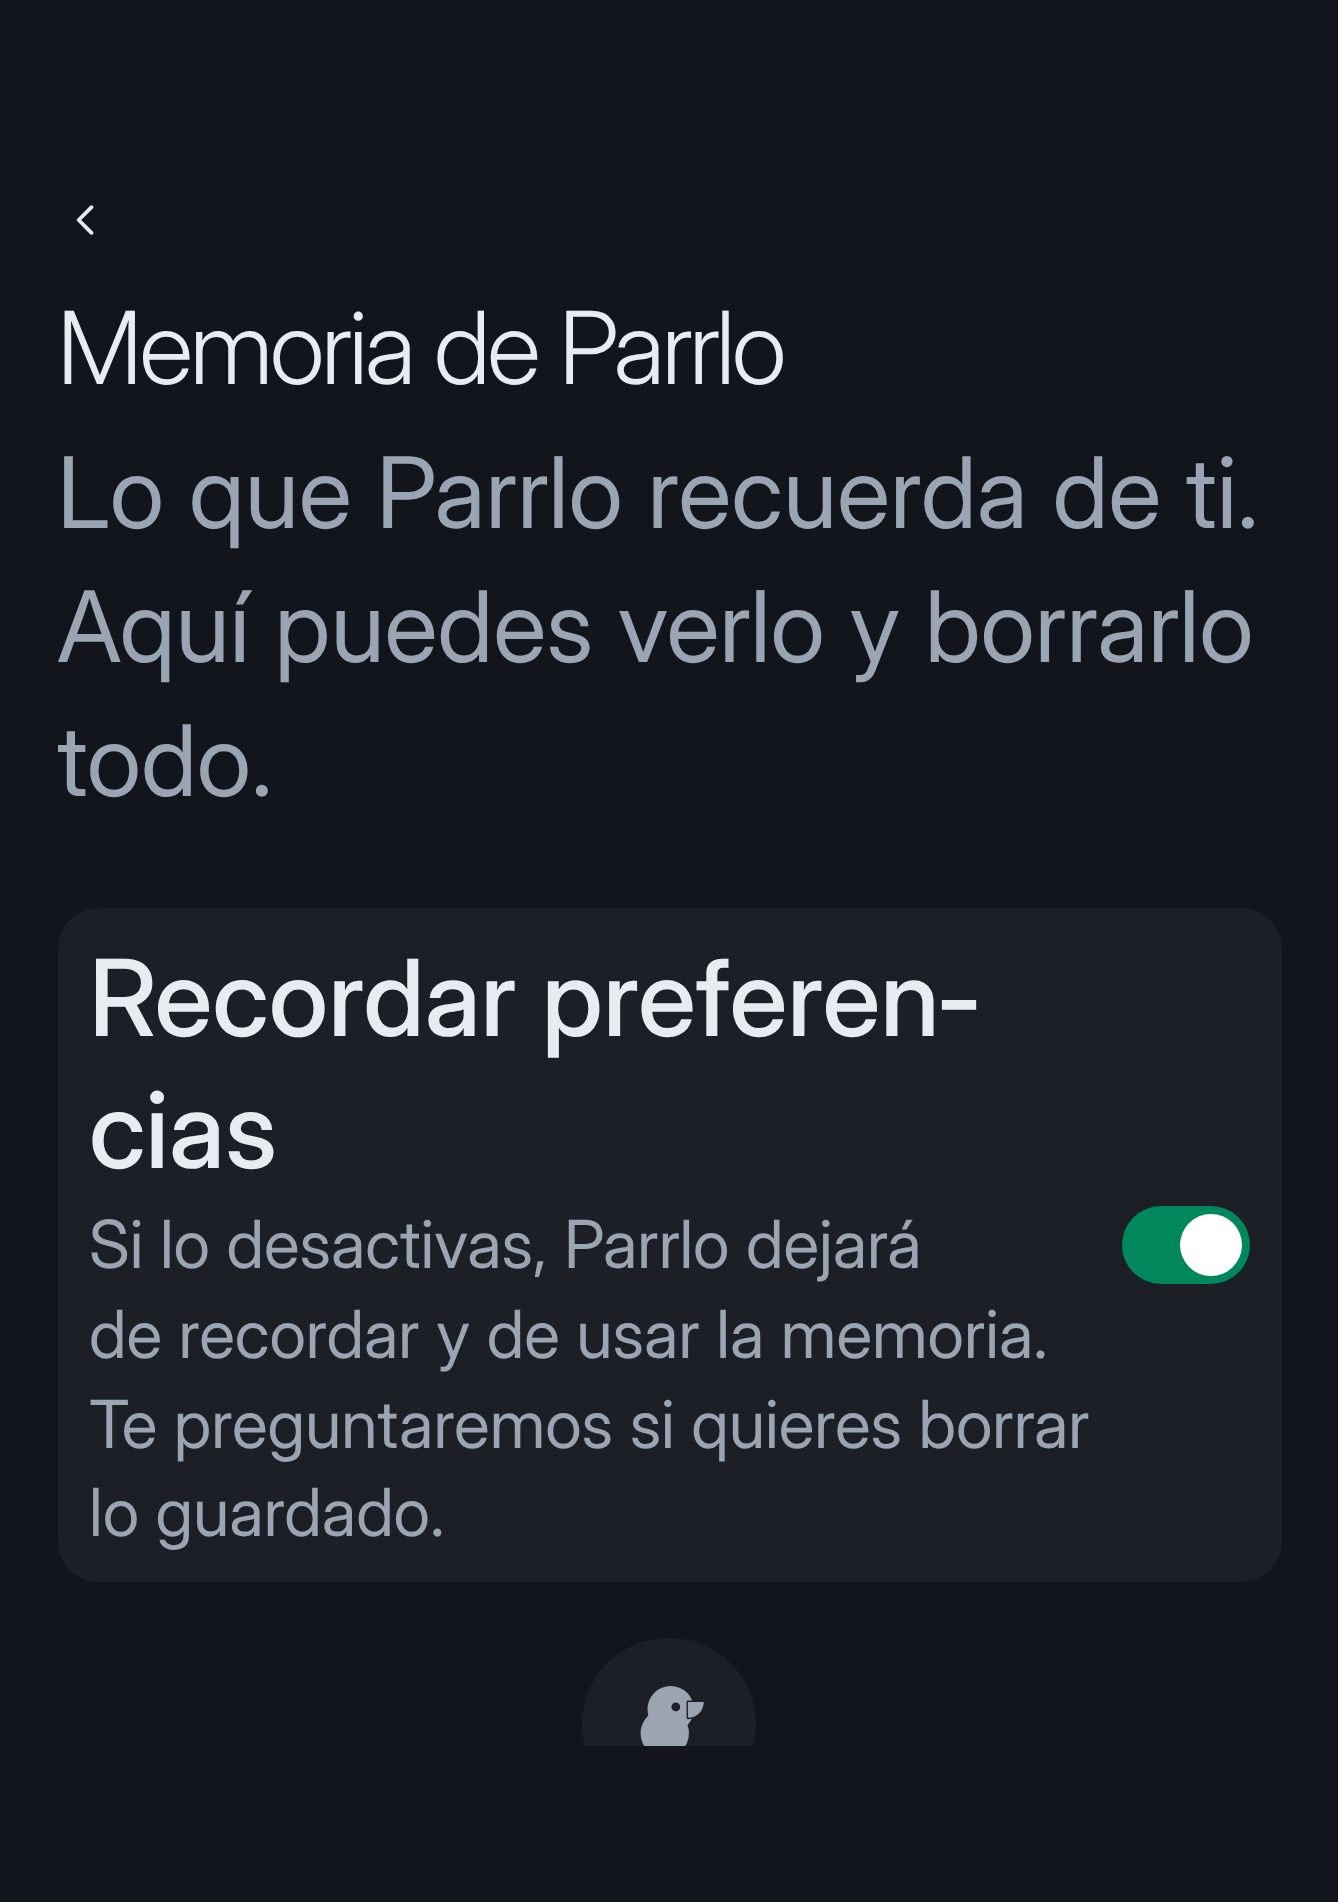 Memoria de Parrlo
Lo que Parrlo recuerda de ti.
Aquí puedes verlo y borrarlo
todo.
Recordar preferen-
cias
Si lo desactivas, Parrlo dejará
de recordar y de usar la memoria.
Te preguntaremos si quieres borrar
lo guardado.